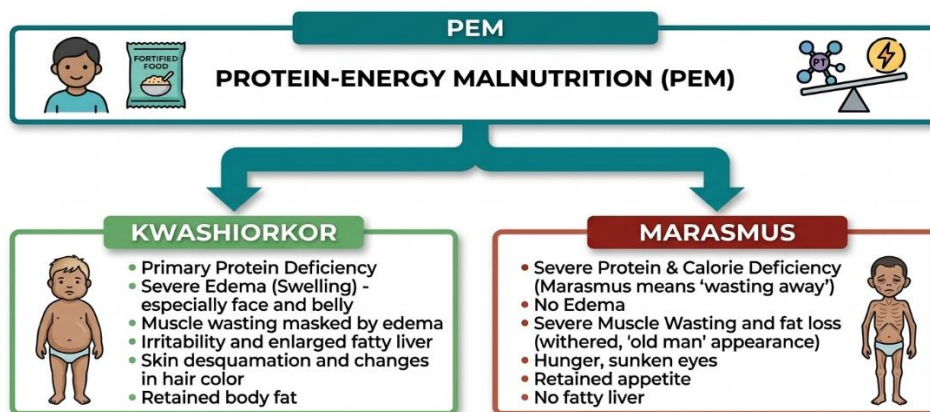 PEM
FORTIFIED
FOOD
PROTEIN-ENERGY MALNUTRITION (PEM)
PT
KWASHIORKOR
• Primary Protein Deficiency
• Severe Edema (Swelling) -
especially face and belly
• Muscle wasting masked by edema
• Irritability and enlarged fatty liver
• Skin desquamation and changes
in hair color
• Retained body fat
MARASMUS
• Severe Protein & Calorie Deficiency
(Marasmus means ‘wasting away’)
• No Edema
• Severe Muscle Wasting and fat loss
(withered, 'old man' appearance)
• Hunger, sunken eyes
• Retained appetite
• No fatty liver